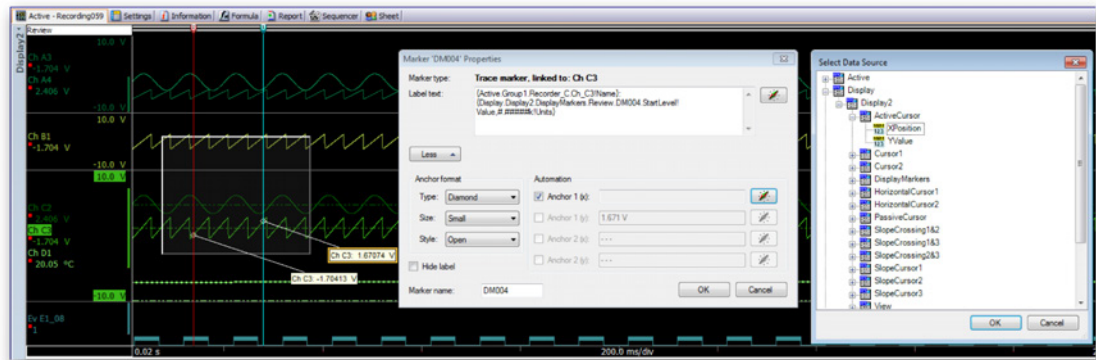 Active - Recording059 Settings Information Formula Report Sequencer Sheet
Display2
Review
10.0 V
Ch A3
-1.704 V
Ch A4
2.406 V
-10.0 V
10.0 V
Ch B1
-1.704 V
-10.0 V
10.0 V
Ch C2
2.406 V
Ch C3
-1.704 V
Ch D1
20.05 ºC
-10.0 V
Ev E1_08
1
0.02 s
200.0 ms/div
Ch C3: 1.67074 V
Ch C3: -1.70413 V
Marker 'DM004' Properties
Marker type: Trace marker, linked to: Ch C3
Label text:
{Active.Group1.Recorder_C.Ch_C3!Name}:
{Display.Display2.DisplayMarkers.Review.DM004.StartLevel!
Less
Anchor format
Type: Diamond
Size: Small
Style: Open
Hide label
Automation
Anchor 1 (x):
Anchor 1 (y): 1.671 V
Anchor 2 (x): ---
Anchor 2 (y): ---
Marker name: DM004
OK Cancel
Select Data Source
Active
Display
Display2
ActiveCursor
XPosition
YValue
Cursor1
Cursor2
DisplayMarkers
HorizontalCursor1
HorizontalCursor2
PassiveCursor
SlopeCrossing1&2
SlopeCrossing1&3
SlopeCrossing2&3
SlopeCursor1
SlopeCursor2
SlopeCursor3
View
OK Cancel